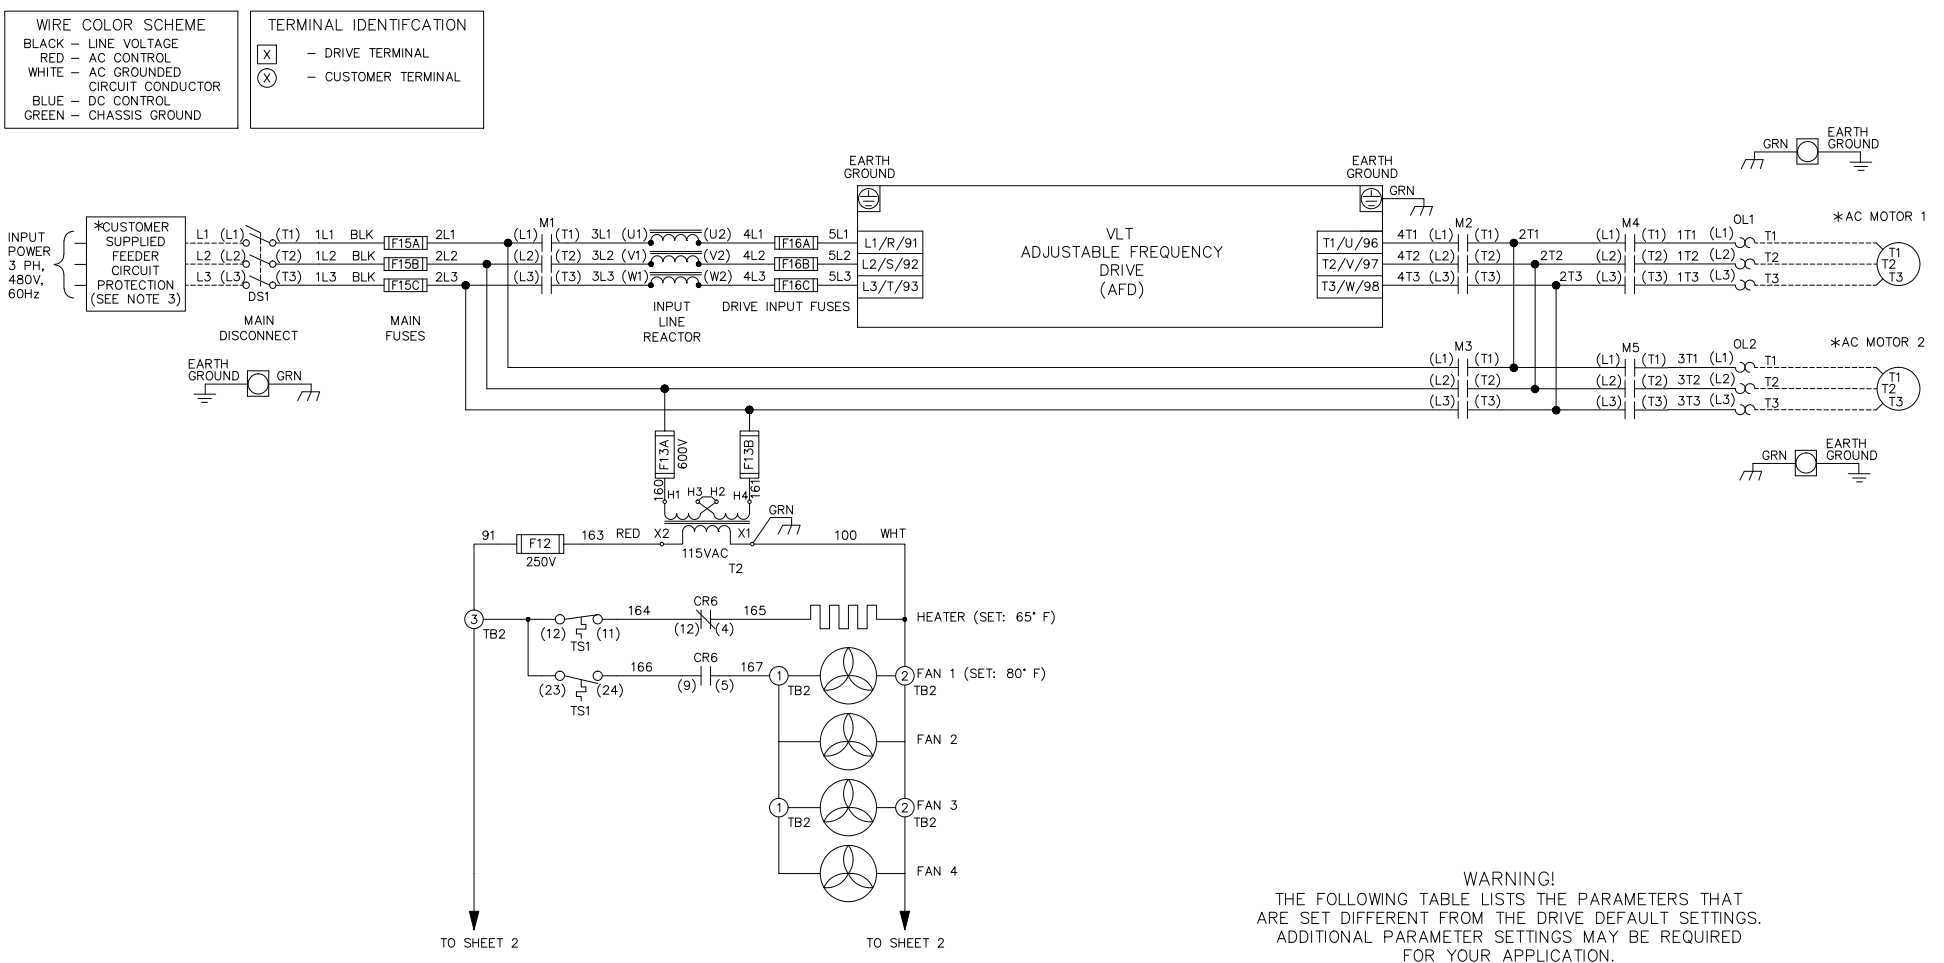 WIRE COLOR SCHEME
BLACK – LINE VOLTAGE
RED – AC CONTROL
WHITE – AC GROUNDED
CIRCUIT CONDUCTOR
BLUE – DC CONTROL
GREEN – CHASSIS GROUND
TERMINAL IDENTIFCATION
X – DRIVE TERMINAL
X – CUSTOMER TERMINAL
INPUT
POWER
3 PH,
480V,
60Hz
*CUSTOMER
SUPPLIED
FEEDER
CIRCUIT
PROTECTION
(SEE NOTE 3)
L1 (L1) (T1) 1L1 BLK F15A 2L1 (L1) M1 (T1) 3L1 (U1) (U2) 4L1 F16A 5L1 L1/R/91
L2 (L2) (T2) 1L2 BLK F15B 2L2 (L2) (T2) 3L2 (V1) (V2) 4L2 F16B 5L2 L2/S/92
L3 (L3) (T3) 1L3 BLK F15C 2L3 (L3) (T3) 3L3 (W1) (W2) 4L3 F16C 5L3 L3/T/93
DS1
MAIN
DISCONNECT
MAIN
FUSES
INPUT
LINE
REACTOR
DRIVE INPUT FUSES
EARTH
GROUND
GRN
EARTH
GROUND
VLT
ADJUSTABLE FREQUENCY
DRIVE
(AFD)
EARTH
GROUND
GRN
T1/U/96 4T1 (L1) M2 (T1) 2T1 (L1) M4 (T1) 1T1 (L1) OL1 T1
T2/V/97 4T2 (L2) (T2) 2T2 (L2) (T2) 1T2 (L2) T2
T3/W/98 4T3 (L3) (T3) 2T3 (L3) (T3) 1T3 (L3) T3
*AC MOTOR 1
T1
T2
T3
GRN
EARTH
GROUND
(L1) M3 (T1) (L1) M5 (T1) 3T1 (L1) OL2 T1
(L2) (T2) (L2) (T2) 3T2 (L2) T2
(L3) (T3) (L3) (T3) 3T3 (L3) T3
*AC MOTOR 2
T1
T2
T3
GRN
EARTH
GROUND
F13A
600V
F13B
160
161
H1 H3 H2 H4
GRN
91 F12 163 RED X2 X1 100 WHT
250V
115VAC
T2
3
TB2
(12) (11)
TS1
164
CR6
(12) (4)
165
HEATER (SET: 65° F)
(23) (24)
TS1
166
CR6
(9) (5)
167
1
TB2
2
TB2
FAN 1 (SET: 80° F)
FAN 2
1
TB2
2
TB2
FAN 3
FAN 4
TO SHEET 2
TO SHEET 2
WARNING!
THE FOLLOWING TABLE LISTS THE PARAMETERS THAT
ARE SET DIFFERENT FROM THE DRIVE DEFAULT SETTINGS.
ADDITIONAL PARAMETER SETTINGS MAY BE REQUIRED
FOR YOUR APPLICATION.